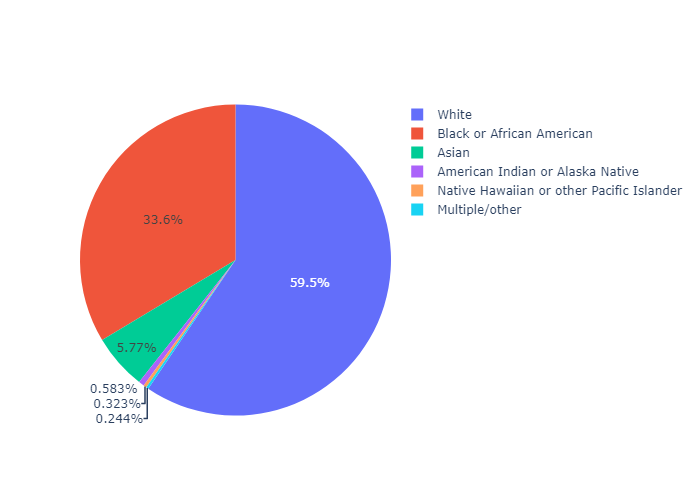 White
Black or African American
Asian
American Indian or Alaska Native
Native Hawaiian or other Pacific Islander
Multiple/other
33.6%
59.5%
5.77%
0.583%
0.323%
0.244%